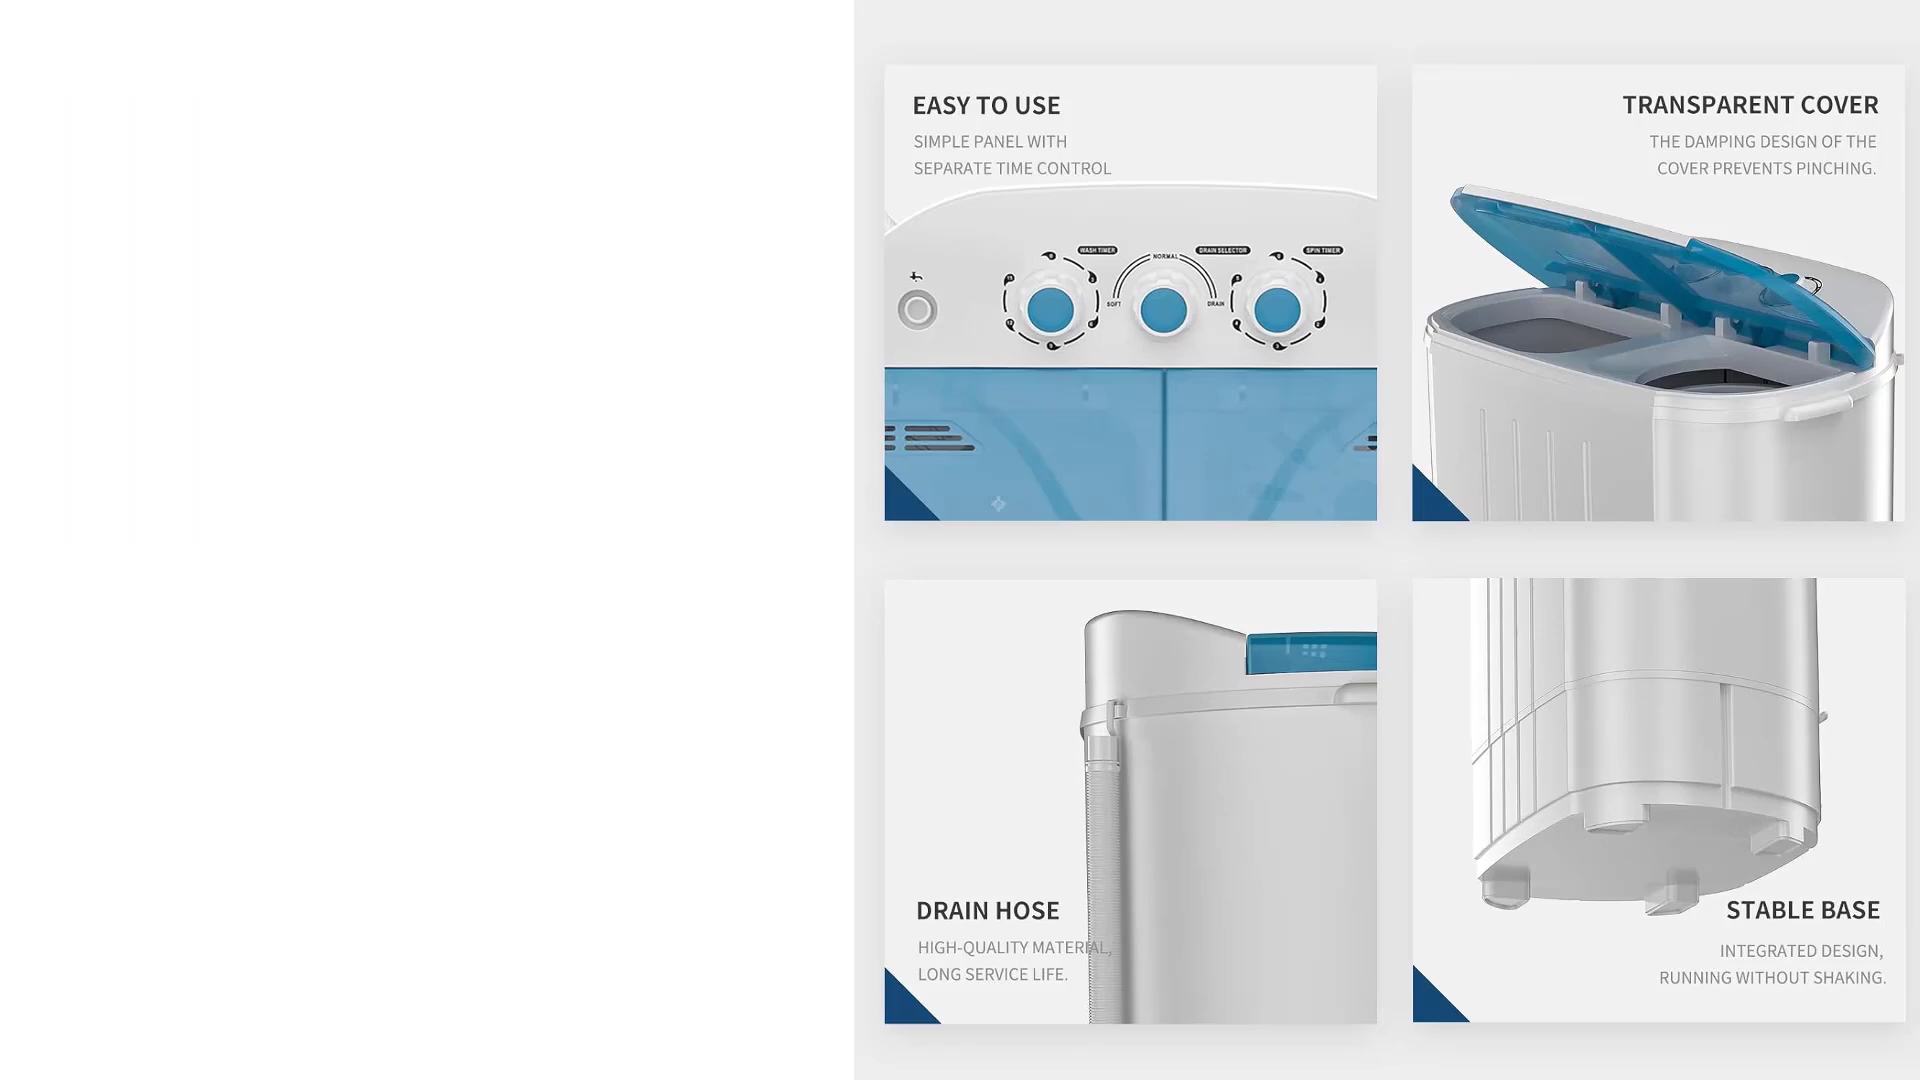 EASY TO USE
SIMPLE PANEL WITH
SEPARATE TIME CONTROL
WASH TIMER
DRAIN SELECTOR
SPIN TIMER
NORMAL
SOFT
DRAIN
TRANSPARENT COVER
THE DAMPING DESIGN OF THE
COVER PREVENTS PINCHING.
DRAIN HOSE
HIGH-QUALITY MATERIAL,
LONG SERVICE LIFE.
STABLE BASE
INTEGRATED DESIGN,
RUNNING WITHOUT SHAKING.